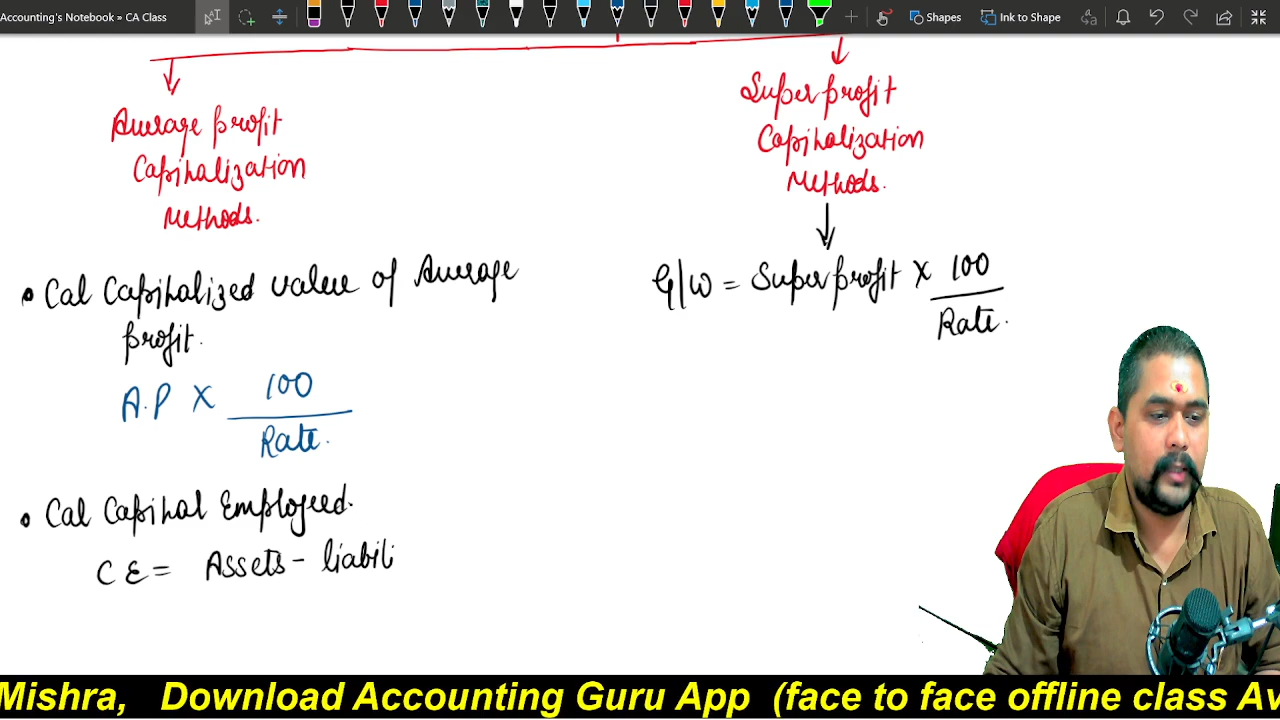 Accounting's Notebook » CA Class
Shapes
Ink to Shape
Average profit
Capitalization
Methods.
Super profit
Capitalization
Methods.
• Cal Capitalized value of Average
profit.
A.P X 100
Rate.
G/W = Super profit X 100
Rate.
• Cal Capital Employeed.
C E = Assets - liabili
Mishra, Download Accounting Guru App (face to face offline class Av